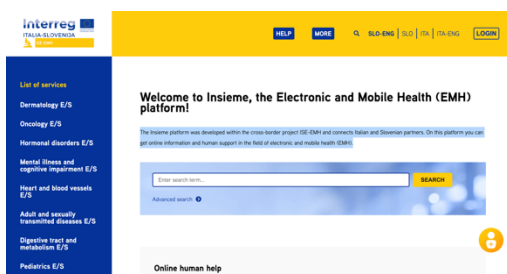 Interreg
ITALIA-SLOVENIJA
HELP
MORE
SLO-ENG | SLO | ITA | ITA-ENG
LOGIN
List of services
Dermatology E/S
Oncology E/S
Hormonal disorders E/S
Mental illness and
cognitive impairment E/S
Heart and blood vessels
E/S
Adult and sexually
transmitted diseases E/S
Digestive tract and
metabolism E/S
Pediatrics E/S
Welcome to Insieme, the Electronic and Mobile Health (EMH)
platform!
The Insieme platform was developed within the cross-border project ISE-EMH and connects Italian and Slovenian partners. On this platform you can
get online information and human support in the field of electronic and mobile health (EMH).
Enter search term...
SEARCH
Advanced search
Online human help